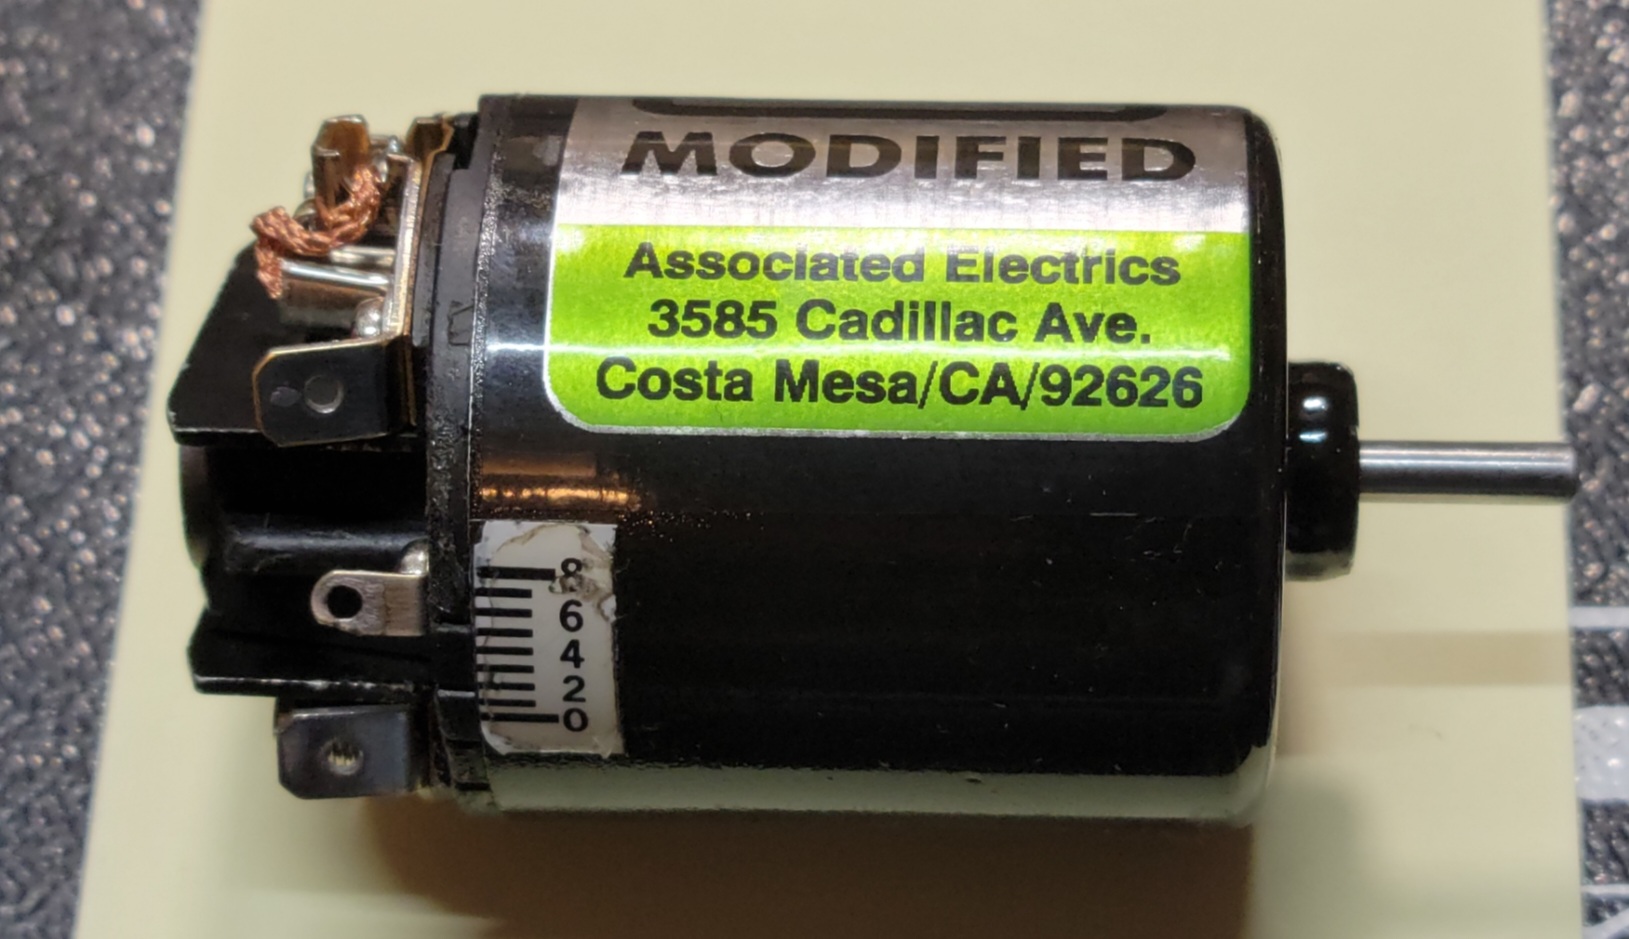 MODIFIED
Associated Electrics
3585 Cadillac Ave.
Costa Mesa/CA/92626
8
6
4
2
0